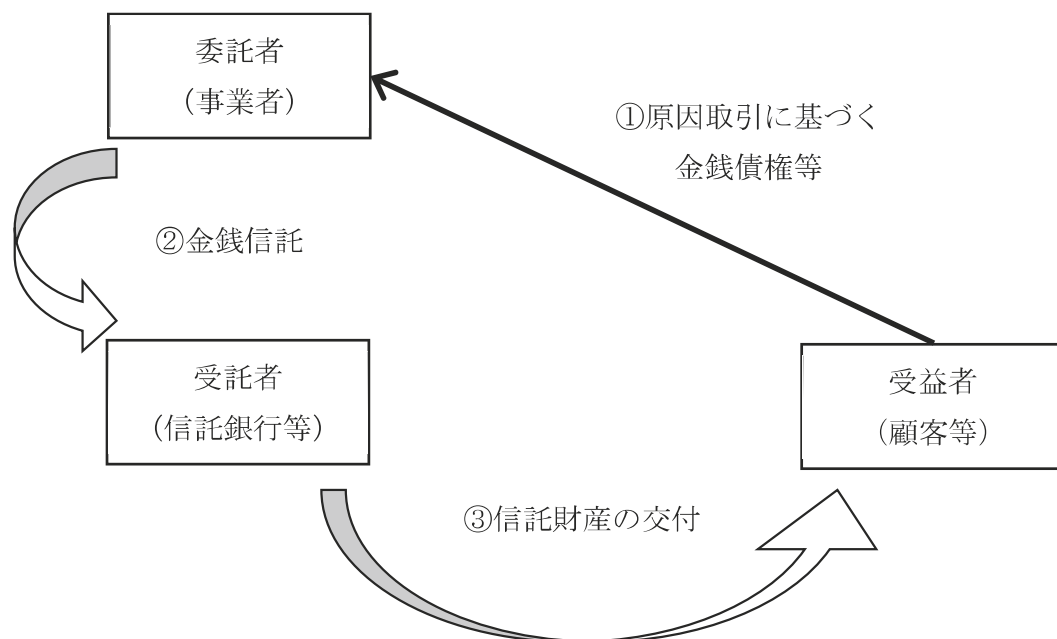 委託者
（事業者）
①原因取引に基づく
金銭債権等
②金銭信託
受託者
（信託銀行等）
受益者
（顧客等）
③信託財産の交付